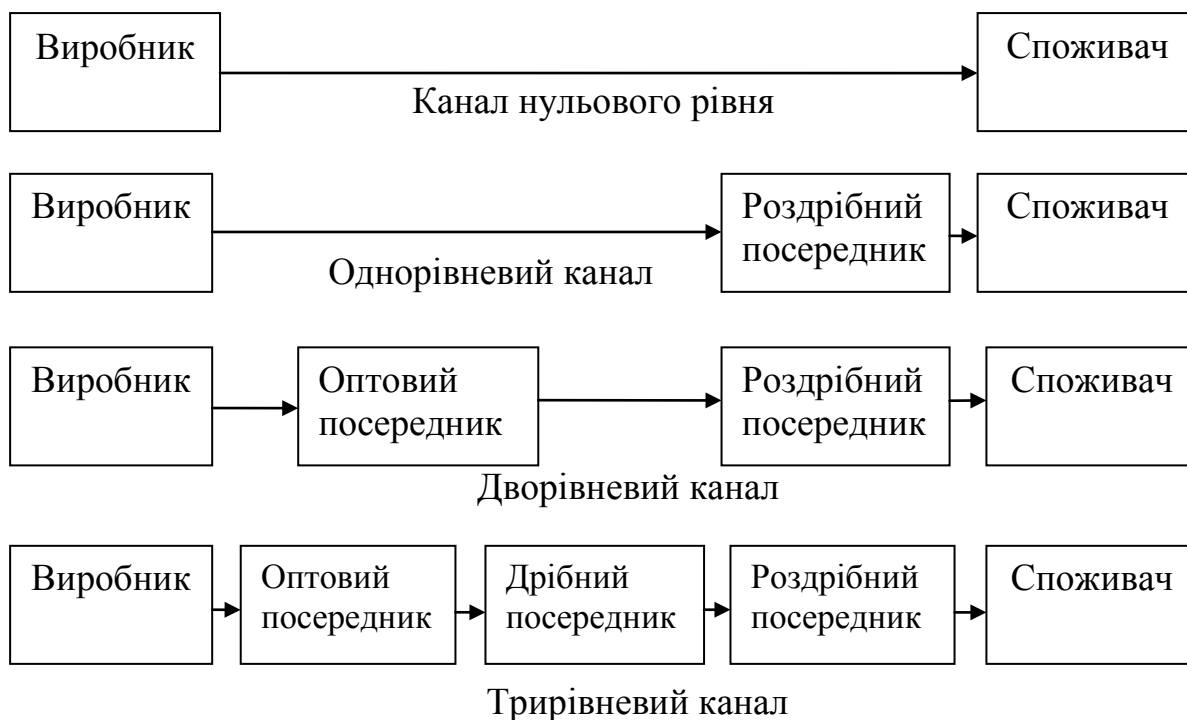 Виробник
Споживач
Канал нульового рівня
Виробник
Роздрібний
посередник
Споживач
Однорівневий канал
Виробник
Оптовий
посередник
Роздрібний
посередник
Споживач
Дворівневий канал
Виробник
Оптовий
посередник
Дрібний
посередник
Роздрібний
посередник
Споживач
Трирівневий канал